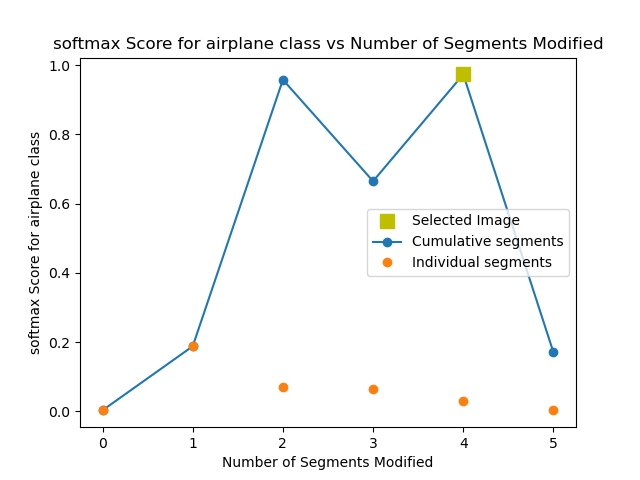 softmax Score for airplane class vs Number of Segments Modified
1.0
0.8
0.6
0.4
0.2
0.0
softmax Score for airplane class
Selected Image
Cumulative segments
Individual segments
0 1 2 3 4 5
Number of Segments Modified